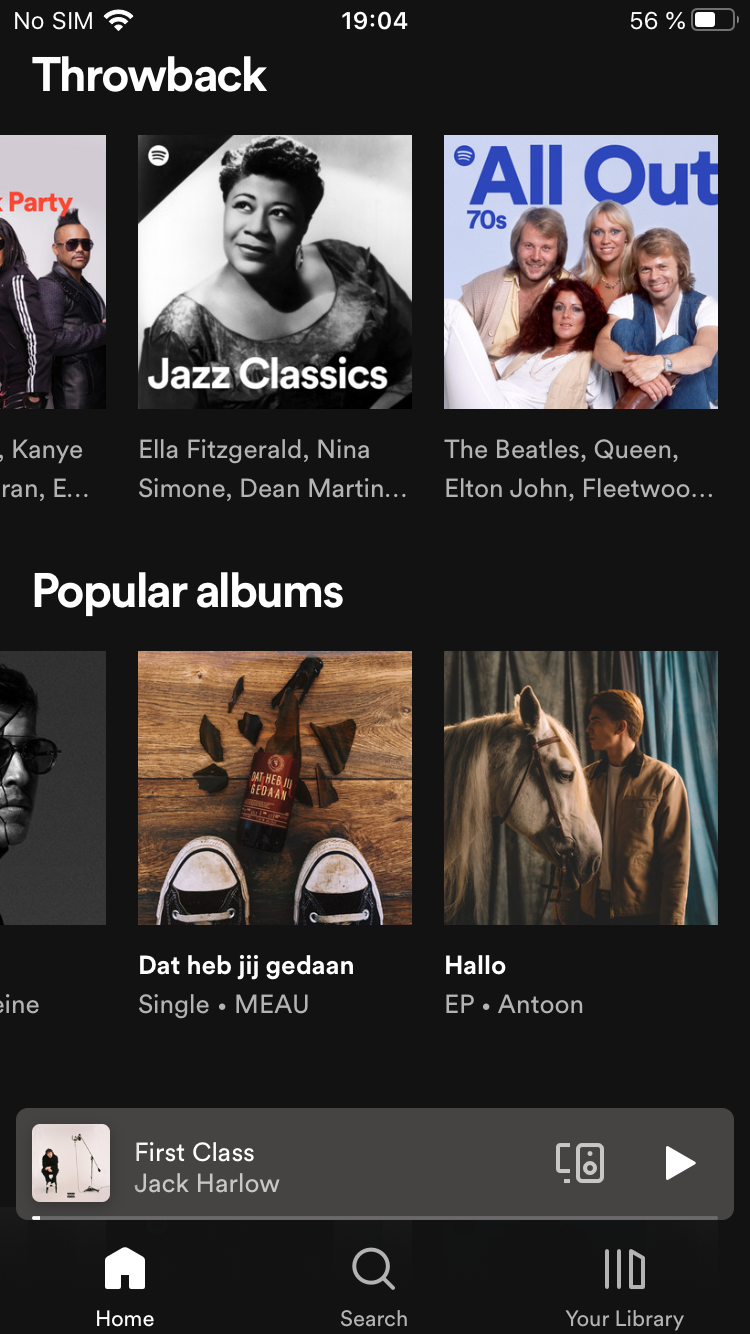 No SIM 19:04 56 %
Throwback
k Party
Jazz Classics
All Out
70s
, Kanye
ran, E...
Ella Fitzgerald, Nina
Simone, Dean Martin...
The Beatles, Queen,
Elton John, Fleetwoo...
Popular albums
DAT HEB JIJ
GEDAAN
eine
Dat heb jij gedaan
Single • MEAU
Hallo
EP • Antoon
First Class
Jack Harlow
Home
Search
Your Library